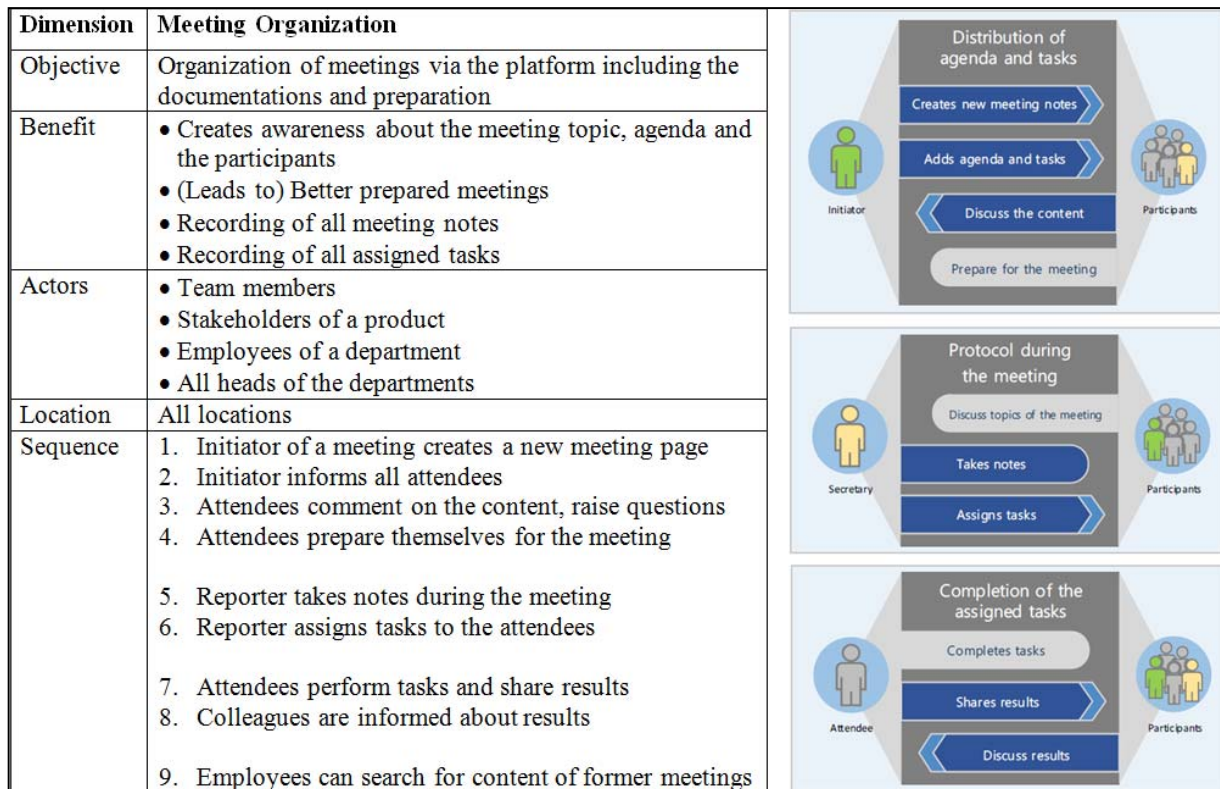 Dimension
Meeting Organization
Objective
Organization of meetings via the platform including the
documentations and preparation
Benefit
• Creates awareness about the meeting topic, agenda and
the participants
• (Leads to) Better prepared meetings
• Recording of all meeting notes
• Recording of all assigned tasks
Actors
• Team members
• Stakeholders of a product
• Employees of a department
• All heads of the departments
Location
All locations
Sequence
1. Initiator of a meeting creates a new meeting page
2. Initiator informs all attendees
3. Attendees comment on the content, raise questions
4. Attendees prepare themselves for the meeting
5. Reporter takes notes during the meeting
6. Reporter assigns tasks to the attendees
7. Attendees perform tasks and share results
8. Colleagues are informed about results
9. Employees can search for content of former meetings
Distribution of
agenda and tasks
Creates new meeting notes
Adds agenda and tasks
Discuss the content
Prepare for the meeting
Initiator
Participants
Protocol during
the meeting
Discuss topics of the meeting
Takes notes
Assigns tasks
Secretary
Participants
Completion of the
assigned tasks
Completes tasks
Shares results
Discuss results
Attendee
Participants